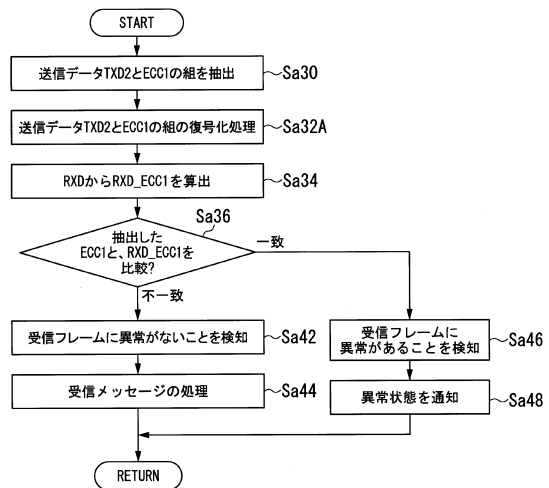 START
送信データTXD2とECC1の組を抽出
Sa30
送信データTXD2とECC1の組の復号化処理
Sa32A
RXDからRXD_ECC1を算出
Sa34
Sa36
抽出した
ECC1と、RXD_ECC1を
比較?
一致
不一致
受信フレームに異常がないことを検知
Sa42
受信フレームに
異常があることを検知
Sa46
受信メッセージの処理
Sa44
異常状態を通知
Sa48
RETURN